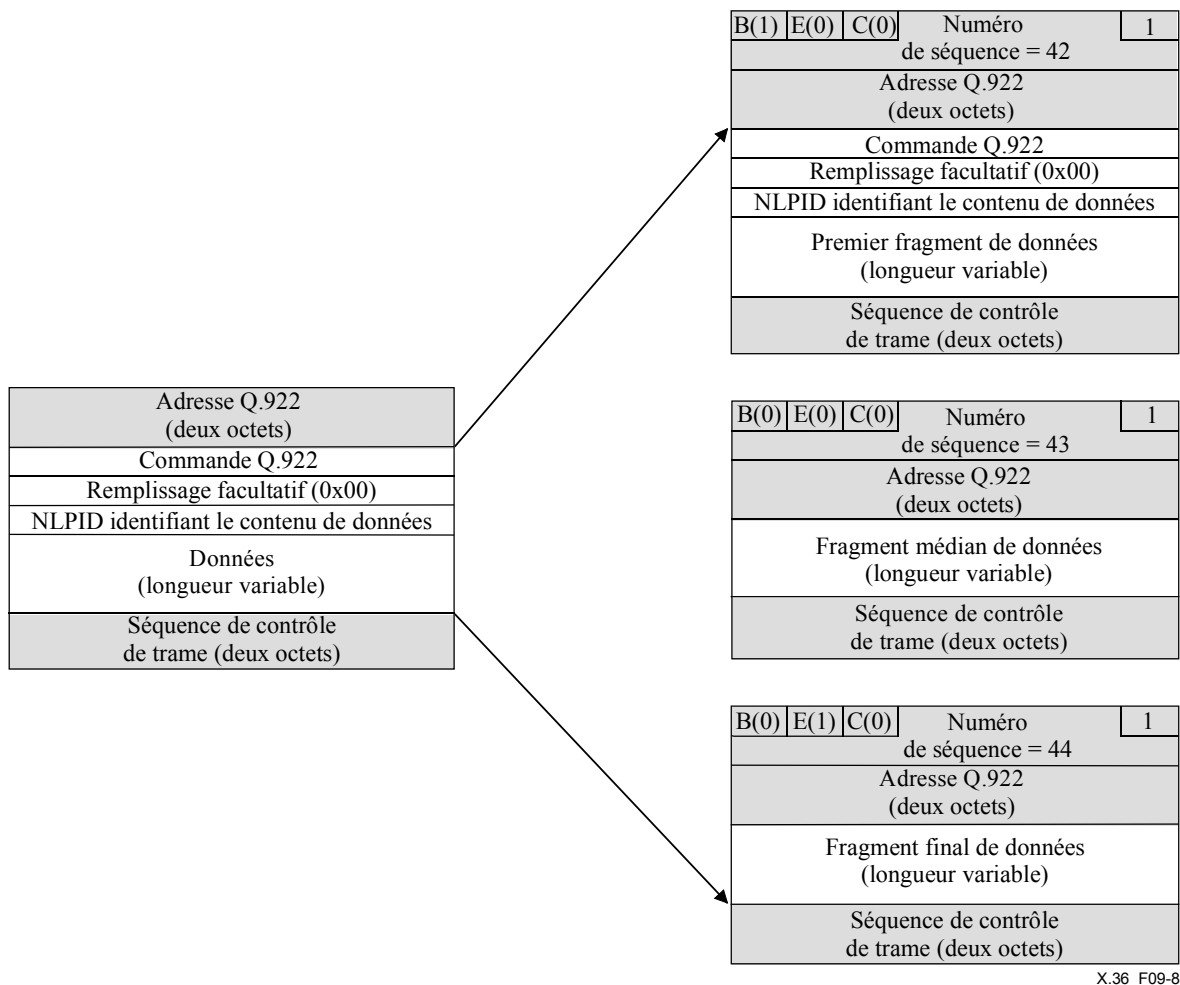 Adresse Q.922
(deux octets)
Commande Q.922
Remplissage facultatif (0x00)
NLPID identifiant le contenu de données
Données
(longueur variable)
Séquence de contrôle
de trame (deux octets)
B(1) E(0) C(0) Numéro 1
de séquence = 42
Adresse Q.922
(deux octets)
Commande Q.922
Remplissage facultatif (0x00)
NLPID identifiant le contenu de données
Premier fragment de données
(longueur variable)
Séquence de contrôle
de trame (deux octets)
B(0) E(0) C(0) Numéro 1
de séquence = 43
Adresse Q.922
(deux octets)
Fragment médian de données
(longueur variable)
Séquence de contrôle
de trame (deux octets)
B(0) E(1) C(0) Numéro 1
de séquence = 44
Adresse Q.922
(deux octets)
Fragment final de données
(longueur variable)
Séquence de contrôle
de trame (deux octets)
X.36 F09-8